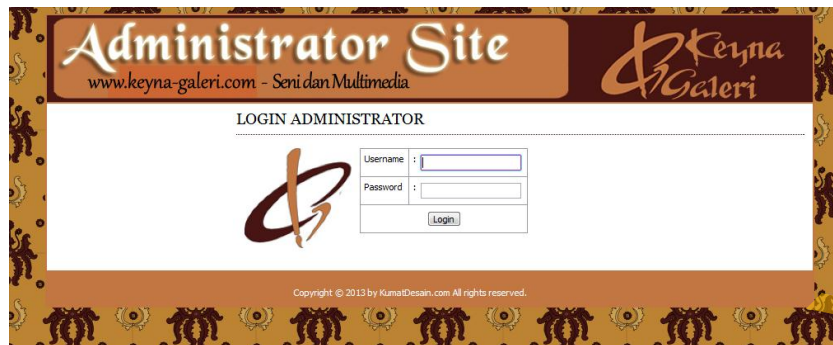 Administrator Site
www.keyna-galeri.com - Seni dan Multimedia
Keyna
Galeri
LOGIN ADMINISTRATOR
Username :
Password :
Login
Copyright © 2013 by KumatDesain.com All rights reserved.